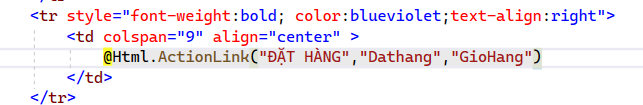 <tr style="font-weight:bold; color:blueviolet;text-align:right">
<td colspan="9" align="center" >
@Html.ActionLink("ĐẶT HÀNG","Dathang","GioHang")
</td>
</tr>